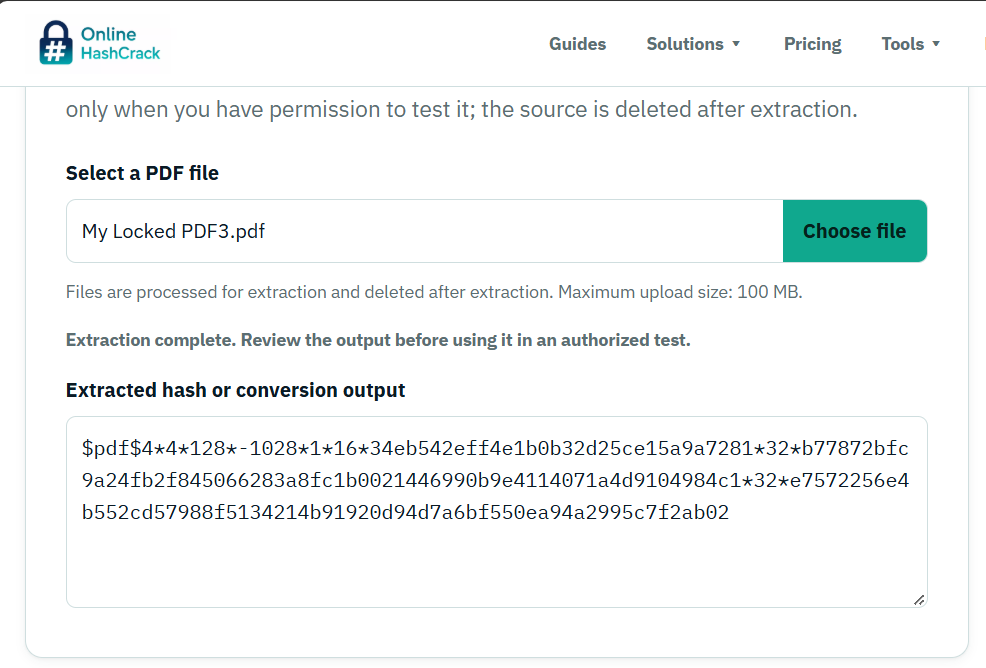 Online
HashCrack
Guides
Solutions ▼
Pricing
Tools ▼
only when you have permission to test it; the source is deleted after extraction.
Select a PDF file
My Locked PDF3.pdf
Choose file
Files are processed for extraction and deleted after extraction. Maximum upload size: 100 MB.
Extraction complete. Review the output before using it in an authorized test.
Extracted hash or conversion output
$pdf$4*4*128*-1028*1*16*34eb542eff4e1b0b32d25ce15a9a7281*32*b77872bfc
9a24fb2f845066283a8fc1b0021446990b9e4114071a4d9104984c1*32*e7572256e4
b552cd57988f5134214b91920d94d7a6bf550ea94a2995c7f2ab02